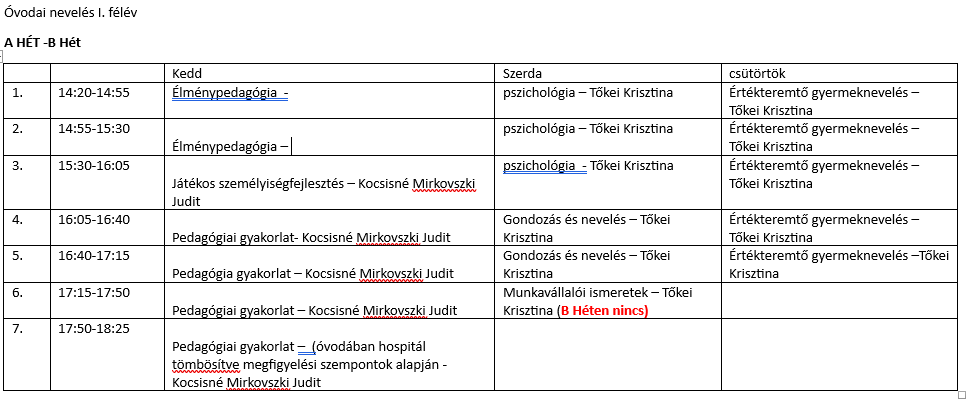 Óvodai nevelés I. félév
A HÉT -B Hét
Kedd Szerda csütörtök
1. 14:20-14:55 Élménypedagógia - pszichológia – Tőkei Krisztina Értékteremtő gyermeknevelés –
Tőkei Krisztina
2. 14:55-15:30 pszichológia – Tőkei Krisztina Értékteremtő gyermeknevelés –
Élménypedagógia – Tőkei Krisztina
3. 15:30-16:05 pszichológia - Tőkei Krisztina Értékteremtő gyermeknevelés –
Játékos személyiségfejlesztés – Kocsisné Mirkovszki Tőkei Krisztina
Judit
4. 16:05-16:40 Gondozás és nevelés – Tőkei Értékteremtő gyermeknevelés –
Pedagógiai gyakorlat- Kocsisné Mirkovszki Judit Krisztina Tőkei Krisztina
5. 16:40-17:15 Gondozás és nevelés – Tőkei Értékteremtő gyermeknevelés –Tőkei
Pedagógia gyakorlat – Kocsisné Mirkovszki Judit Krisztina Krisztina
6. 17:15-17:50 Munkavállalói ismeretek – Tőkei
Pedagógiai gyakorlat – Kocsisné Mirkovszki Judit Krisztina (B Héten nincs)
7. 17:50-18:25
Pedagógiai gyakorlat – (óvodában hospitál
tömbösítve megfigyelési szempontok alapján -
Kocsisné Mirkovszki Judit